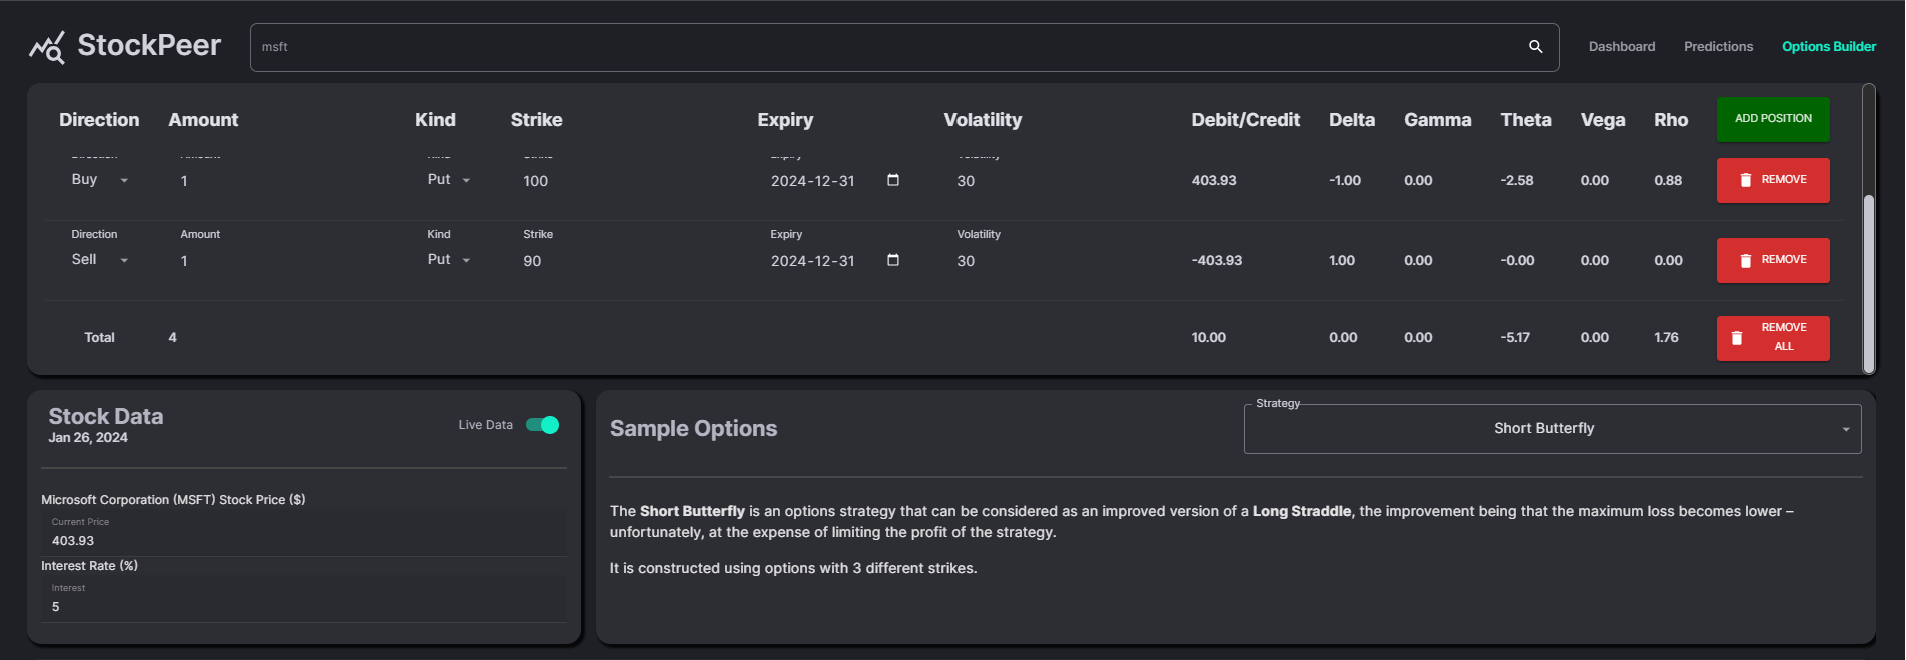 StockPeer
msft
Dashboard Predictions Options Builder
Direction Amount Kind Strike Expiry Volatility Debit/Credit Delta Gamma Theta Vega Rho ADD POSITION
Direction Amount Kind Strike Expiry Volatility
Buy 1 Put 100 2024-12-31 30 403.93 -1.00 0.00 -2.58 0.00 0.88 REMOVE
Direction Amount Kind Strike Expiry Volatility
Sell 1 Put 90 2024-12-31 30 -403.93 1.00 0.00 -0.00 0.00 0.00 REMOVE
Total 4 10.00 0.00 0.00 -5.17 0.00 1.76 REMOVE ALL
Stock Data
Jan 26, 2024
Live Data
Microsoft Corporation (MSFT) Stock Price ($)
Current Price
403.93
Interest Rate (%)
Interest
5
Sample Options
Strategy
Short Butterfly
The Short Butterfly is an options strategy that can be considered as an improved version of a Long Straddle, the improvement being that the maximum loss becomes lower –
unfortunately, at the expense of limiting the profit of the strategy.
It is constructed using options with 3 different strikes.